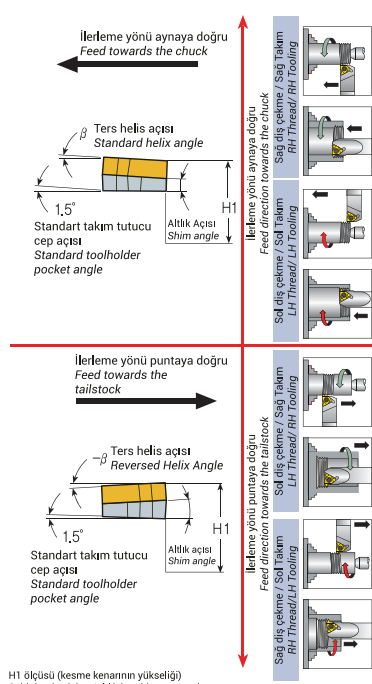 İlerleme yönü aynaya doğru
Feed towards the chuck
β
Ters helis açısı
Standard helix angle
1.5°
H1
Standart takım tutucu
cep açısı
Standard toolholder
pocket angle
Altlık Açısı
Shim angle
İlerleme yönü aynaya doğru
Feed direction towards the chuck
Sağ diş çekme / Sağ Takım
RH Thread/ RH Tooling
Sol diş çekme / Sol Takım
LH Thread/ LH Tooling
İlerleme yönü puntaya doğru
Feed towards the
tailstock
-β
Ters helis açısı
Reversed Helix Angle
1.5°
H1
Standart takım tutucu
cep açısı
Standard toolholder
pocket angle
Altlık açısı
Shim angle
İlerleme yönü puntaya doğru
Feed direction towards the tailstock
Sol diş çekme / Sağ Takım
LH Thread/ RH Tooling
Sağ diş çekme / Sol Takım
RH Thread/LH Tooling
H1 ölçüsü (kesme kenarının yükseliği)